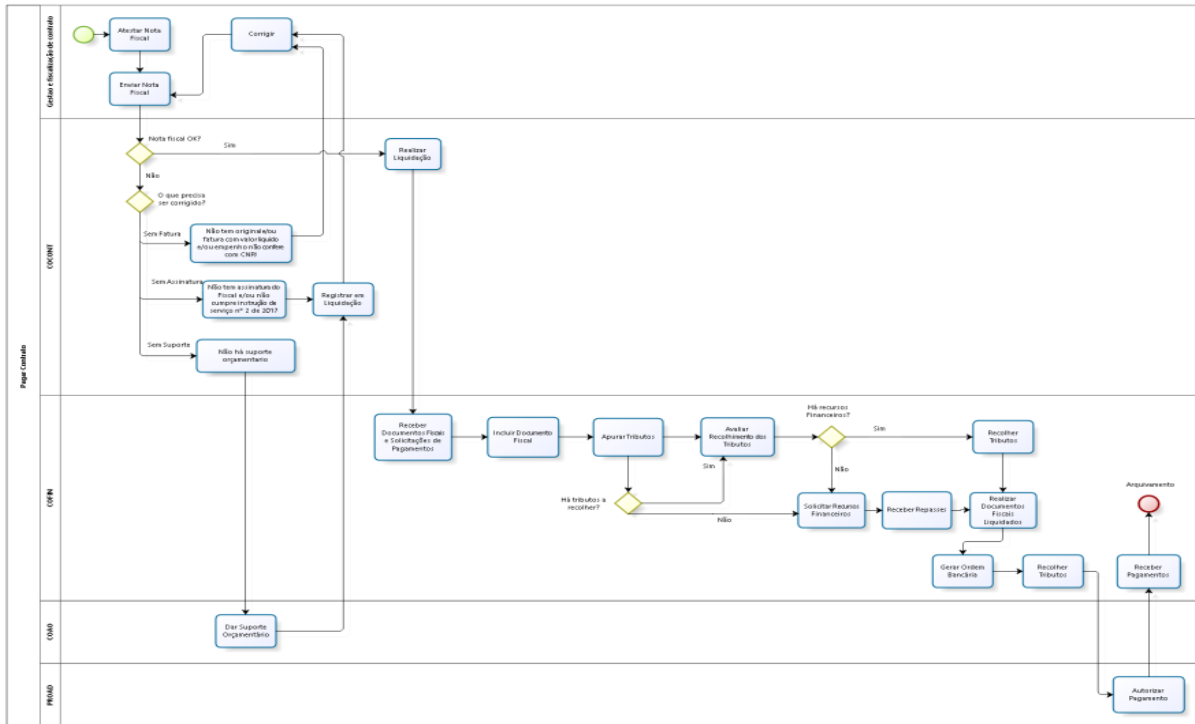 Pagar Contrato
Gestão e fiscalização de contrato
Atestar Nota
Fiscal
Corrigir
Enviar Nota
Fiscal
COCONT
Nota fiscal OK?
Sim
Realizar
Liquidação
Não
O que precisa
ser corrigido?
Sem Fatura
Não tem original e/ou
fatura com valor líquido
e/ou empenho não confere
com CNPJ
Sem Assinatura
Não tem assinatura do
Fiscal e/ou não
cumpre instrução de
serviço nº 2 de 2017
Registrar em
Liquidação
Sem Suporte
Não há suporte
orçamentario
COFIN
Receber
Documentos Fiscais
e Solicitações de
Pagamentos
Incluir Documento
Fiscal
Apurar Tributos
Avaliar
Recolhimento dos
Tributos
Há recursos
Financeiros?
Sim
Recolher
Tributos
Sim
Não
Há tributos a
recolher?
Não
Solicitar Recursos
Financeiros
Receber Repasses
Realizar
Documentos
Fiscais
Liquidados
Arquivamento
Gerar Ordem
Bancária
Recolher
Tributos
Receber
Pagamentos
COAO
Dar Suporte
Orçamentário
PROAD
Autorizar
Pagamento